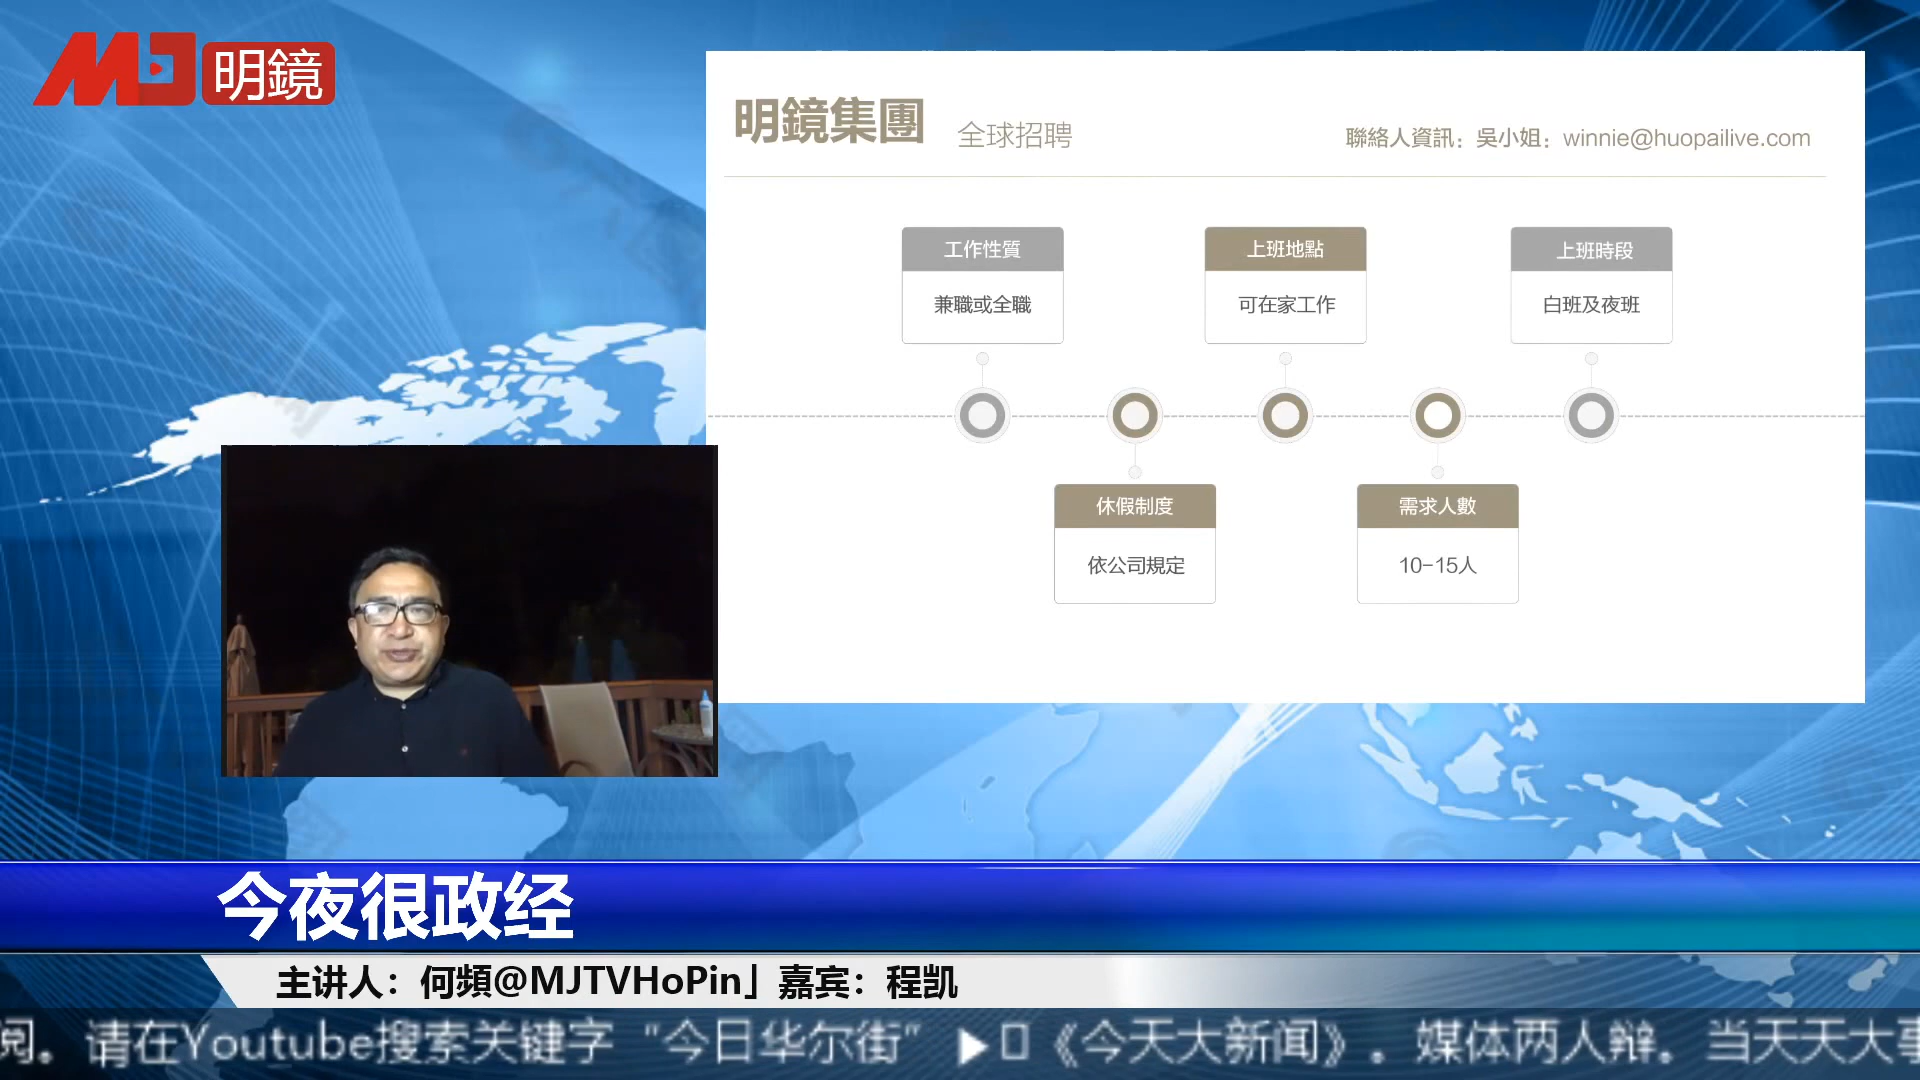 MJ 明鏡
明鏡集團 全球招聘
聯絡人資訊：吳小姐：winnie@huopailive.com
工作性質
兼職或全職
上班地點
可在家工作
上班時段
白班及夜班
休假制度
依公司規定
需求人數
10-15人
今夜很政经
主讲人：何頻@MJTVHoPin」嘉宾：程凯
阅。请在Youtube搜索关键字“今日华尔街” ▶《今天大新闻》。媒体两人辩。当天天大事